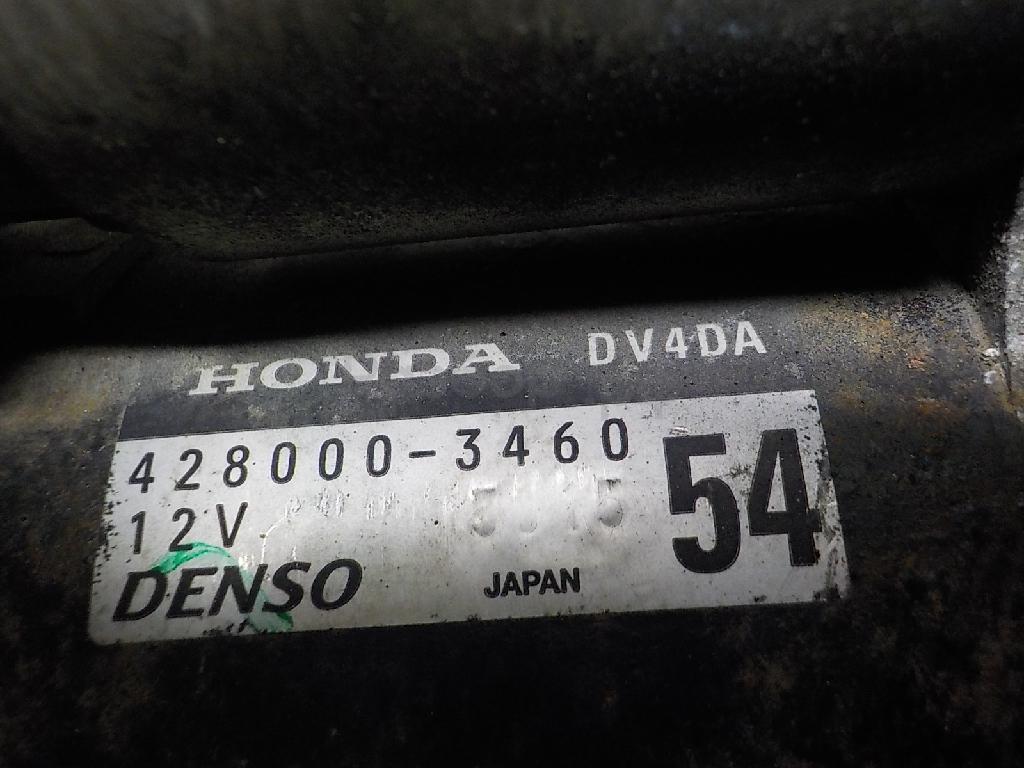 HONDA DV4DA
428000-3460 54
12V
DENSO JAPAN